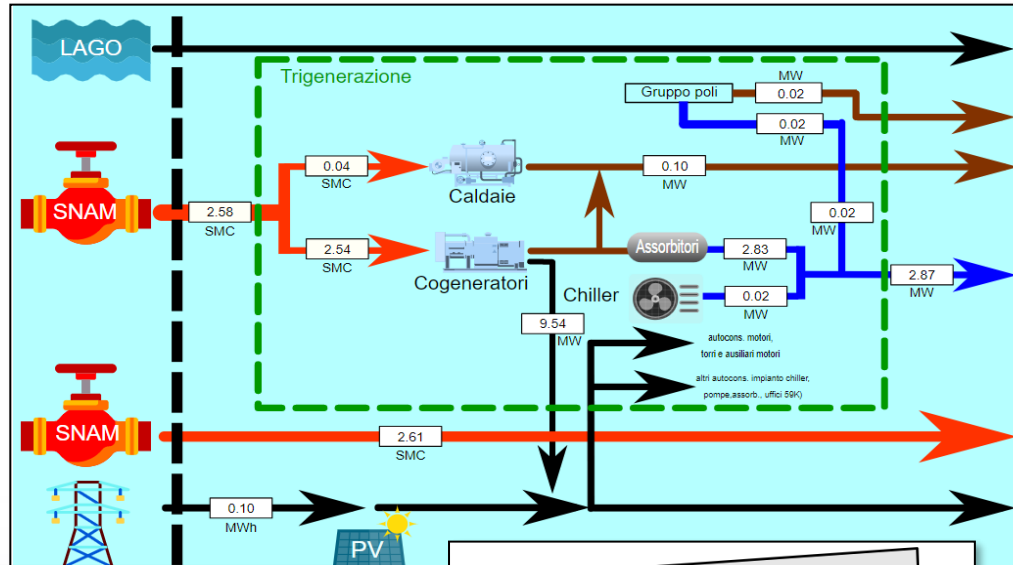 LAGO
Trigenerazione
MW
Gruppo poli
0.02
0.02
MW
0.04
SMC
Caldaie
0.10
MW
SNAM
2.58
SMC
0.02
MW
2.54
SMC
Cogeneratori
Assorbitori
2.83
MW
2.87
MW
Chiller
0.02
MW
9.54
MW
autocons. motori,
torri e ausiliari motori
altri autocons. impianto chiller,
pompe,assorb., uffici 59K)
SNAM
2.61
SMC
0.10
MWh
PV